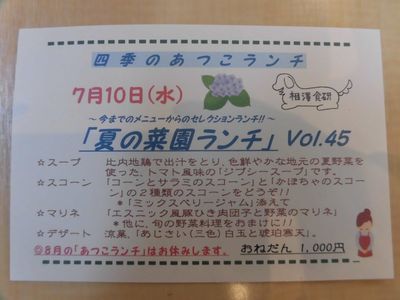 四季のあつこランチ
7月10日(水)
相澤食研
～今までのメニューからのセレクションランチ!!～
「夏の菜園ランチ」 Vol.45
☆スープ 比内地鶏で出汁をとり、色鮮やかな地元の夏野菜を
使った、トマト風味の「ジプシースープ」です。
☆スコーン 「コーンとサラミのスコーン」と「かぼちゃのスコー
ン」の2種類のスコーンをどうぞ!!
*「ミックスベリージャム」添えて
☆マリネ 「エスニック風豚ひき肉団子と野菜のマリネ」
*他に、旬の野菜料理をおまけに!!
☆デザート 涼菓、「あじさい(三色)白玉と琥珀寒天」。
◎8月の「あつこランチ」はお休みします。 おねだん 1,000円